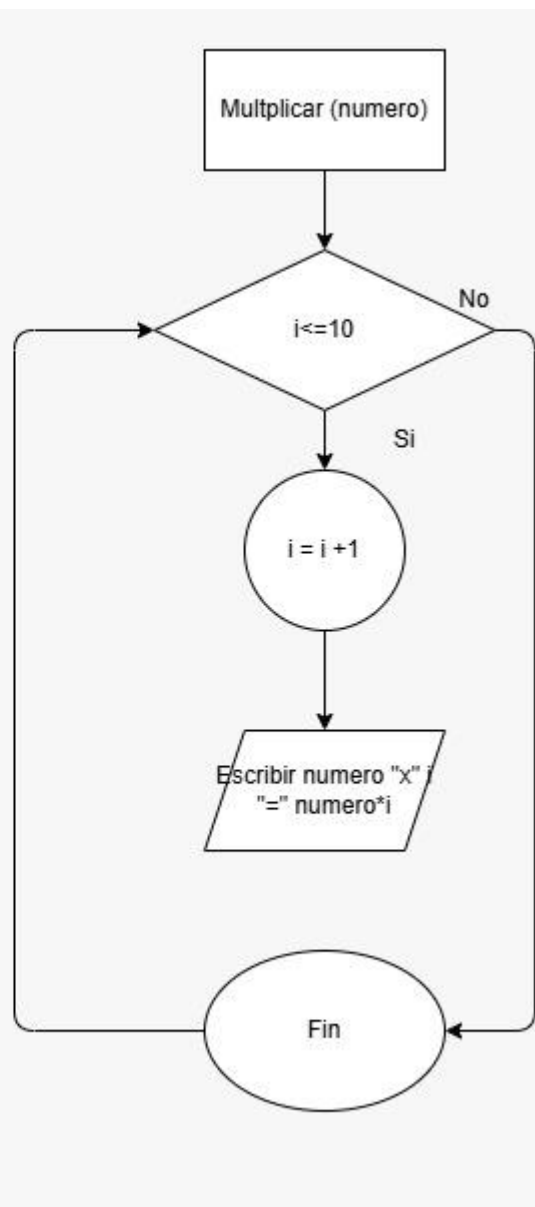 Multplicar (numero)
No
i<=10
Si
i = i +1
Escribir numero "x" i
"=" numero*i
Fin